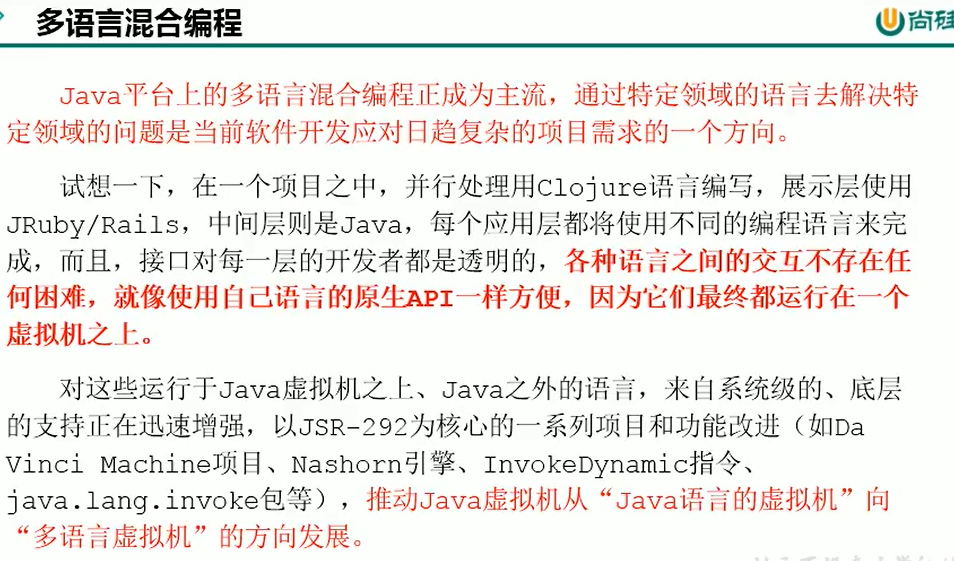 多语言混合编程
尚硅
Java平台上的多语言混合编程正成为主流，通过特定领域的语言去解决特
定领域的问题是当前软件开发应对日趋复杂的项目需求的一个方向。
试想一下，在一个项目之中，并行处理用Clojure语言编写，展示层使用
JRuby/Rails，中间层则是Java，每个应用层都将使用不同的编程语言来完
成，而且，接口对每一层的开发者都是透明的，各种语言之间的交互不存在任
何困难，就像使用自己语言的原生API一样方便，因为它们最终都运行在一个
虚拟机之上。
对这些运行于Java虚拟机之上、Java之外的语言，来自系统级的、底层
的支持正在迅速增强，以JSR-292为核心的一系列项目和功能改进（如Da
Vinci Machine项目、Nashorn引擎、InvokeDynamic指令、
java.lang.invoke包等），推动Java虚拟机从“Java语言的虚拟机”向
“多语言虚拟机”的方向发展。